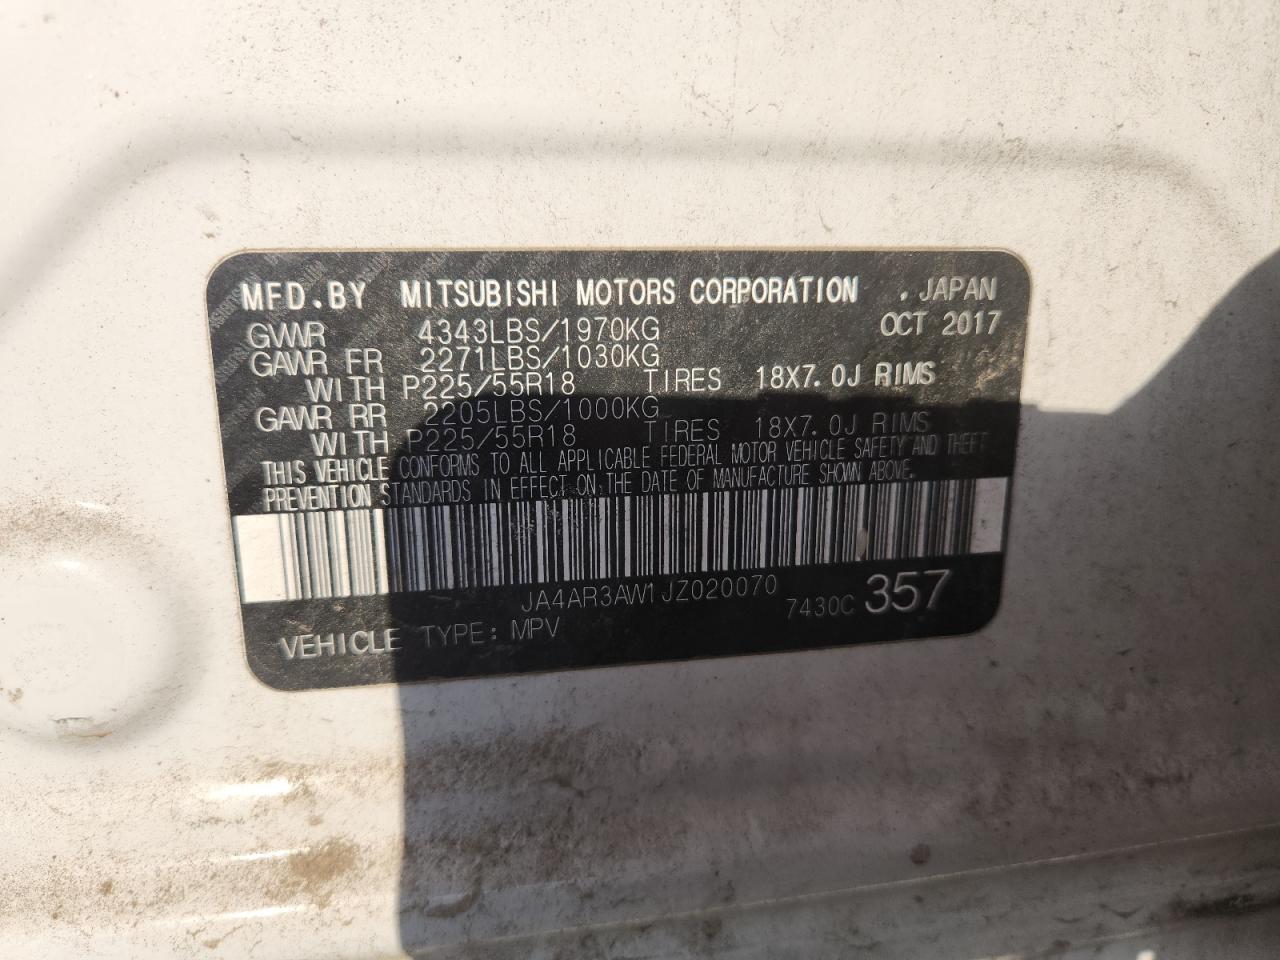 MFD.BY MITSUBISHI MOTORS CORPORATION . JAPAN
GVWR 4343LBS/1970KG OCT 2017
GAWR FR 2271LBS/1030KG
WITH P225/55R18 TIRES 18X7.0J RIMS
GAWR RR 2205LBS/1000KG
WITH P225/55R18 TIRES 18X7.0J RIMS
THIS VEHICLE CONFORMS TO ALL APPLICABLE FEDERAL MOTOR VEHICLE SAFETY AND THEFT
PREVENTION STANDARDS IN EFFECT ON THE DATE OF MANUFACTURE SHOWN ABOVE.
JA4AR3AW1JZ020070
VEHICLE TYPE: MPV 7430C 357